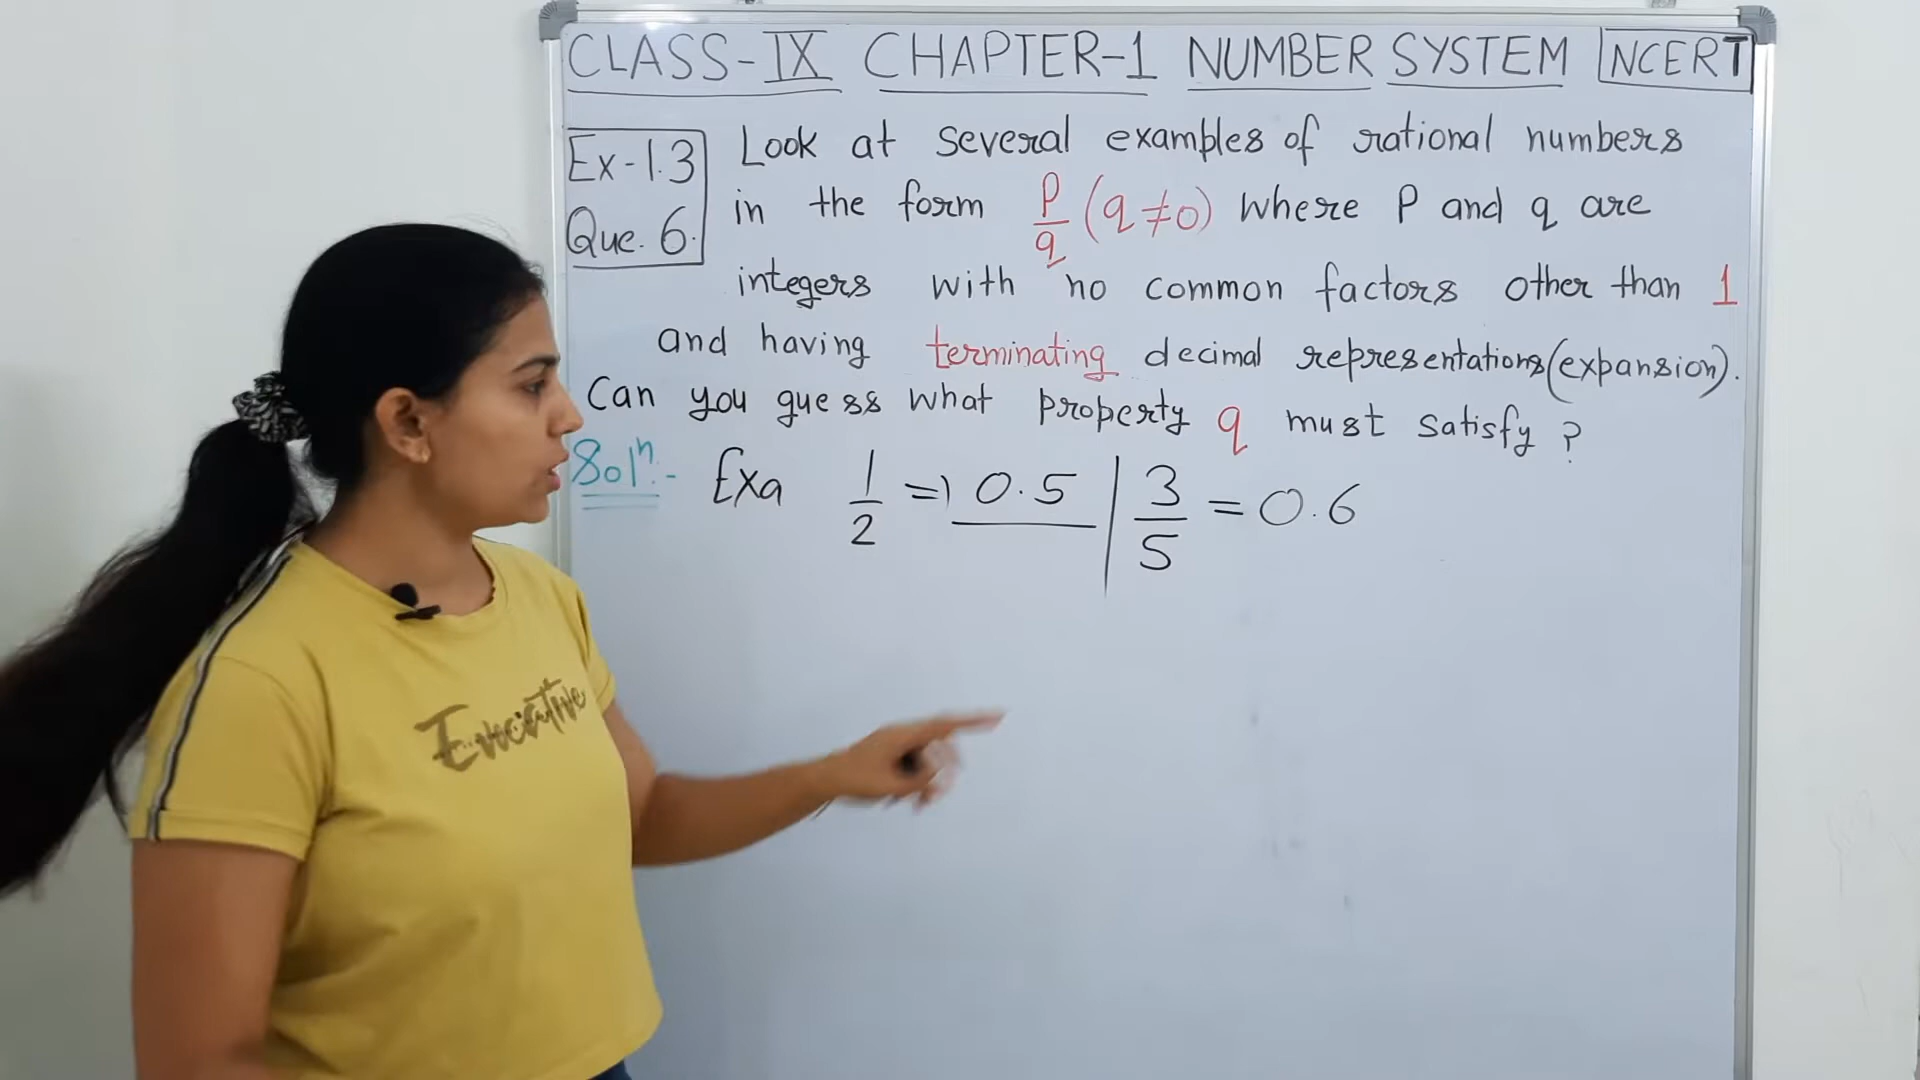 CLASS-IX CHAPTER-1 NUMBER SYSTEM NCERT
Ex-1.3
Que. 6.
Look at several examples of rational numbers
in the form p/q (q≠0) where p and q are
integers with no common factors other than 1
and having terminating decimal representations(expansion).
Can you guess what property q must satisfy ?
Solⁿ:- Exa 1/2 => 0.5 | 3/5 = 0.6
Evocative